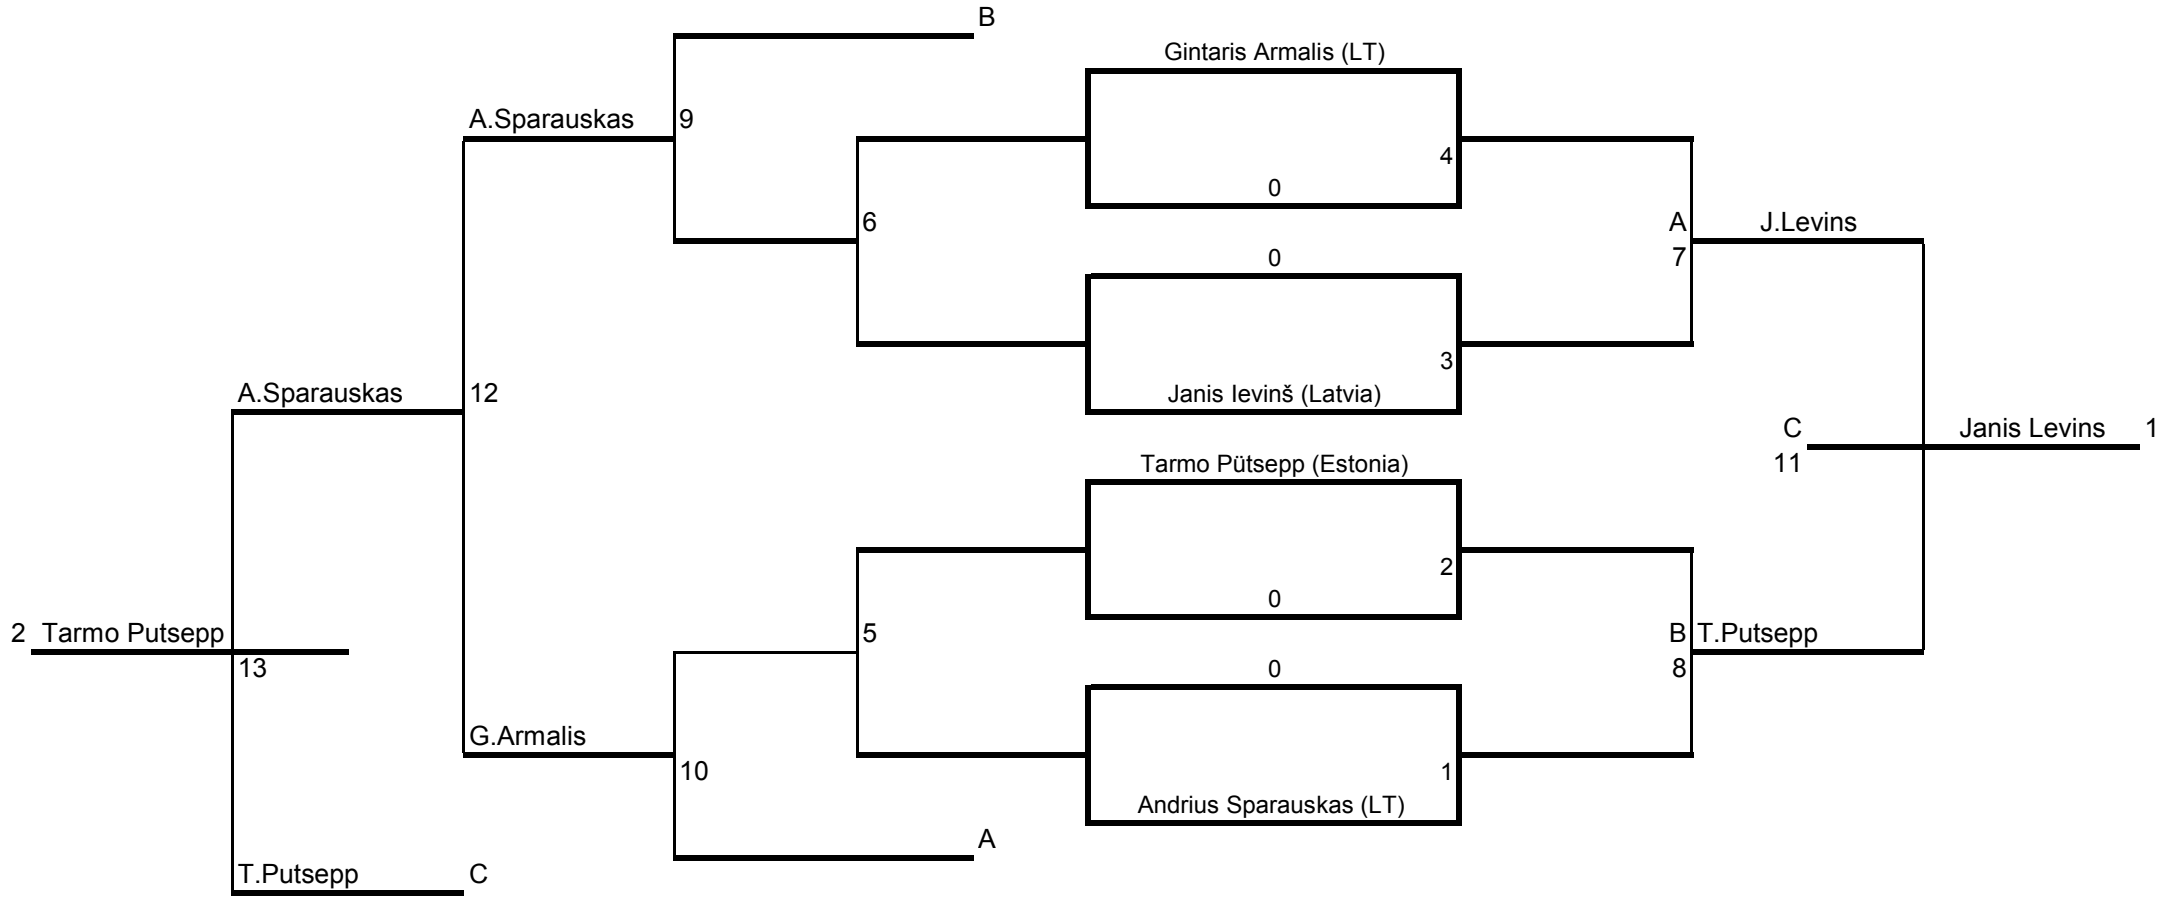 B
Gintaris Armalis (LT)
A.Sparauskas
9
4
0
6
A
J.Levins
7
0
3
A.Sparauskas
12
Janis Ievinš (Latvia)
C
Janis Levins
1
11
Tarmo Pütsepp (Estonia)
2
0
2
Tarmo Putsepp
5
B
T.Putsepp
13
0
8
G.Armalis
10
1
Andrius Sparauskas (LT)
A
T.Putsepp
C